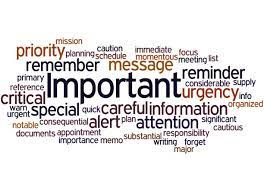 mission
priority caution immediate focus
planning schedule momentous meeting list
remember message reminder
primary considerable supply
reference Important urgency info
critical organized
warn special quick careful information
urgent
notable consequential alert plan attention significant cautious
documents appointment substantial responsibility
importance memo writing forget
major